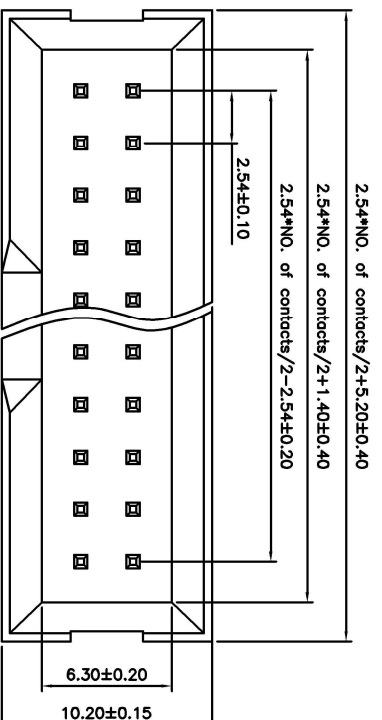 2.54*NO. of contacts/2+5.20±0.40
2.54*NO. of contacts/2+1.40±0.40
2.54*NO. of contacts/2-2.54±0.20
2.54±0.10
6.30±0.20
10.20±0.15